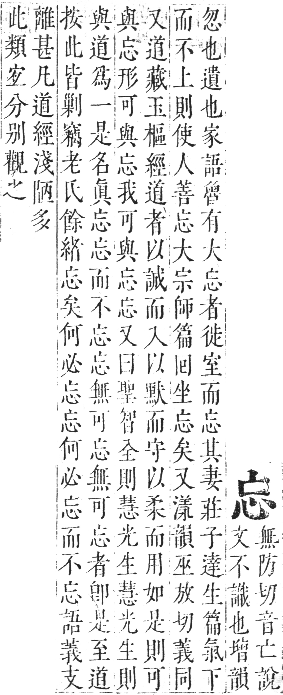 忘
無防切音亡說
文不識也增韻
忽也遺也家語魯有大忘者徙室而忘其妻莊子達生篇氣下
而不上則使人善忘大宗師篇回坐忘矣又漾韻巫放切義同
又道藏玉樞經道者以誠而入以默而守以柔而用如是則可
與忘形可與忘我可與忘忘又曰聖智全則慧光生慧光生則
與道爲一是名眞忘忘而不忘忘無可忘無可忘者卽是至道
按此皆剿竊老氏餘緒忘矣何必忘忘何必忘而不忘語義支
離甚凡道經淺陋多
此類宜分別觀之